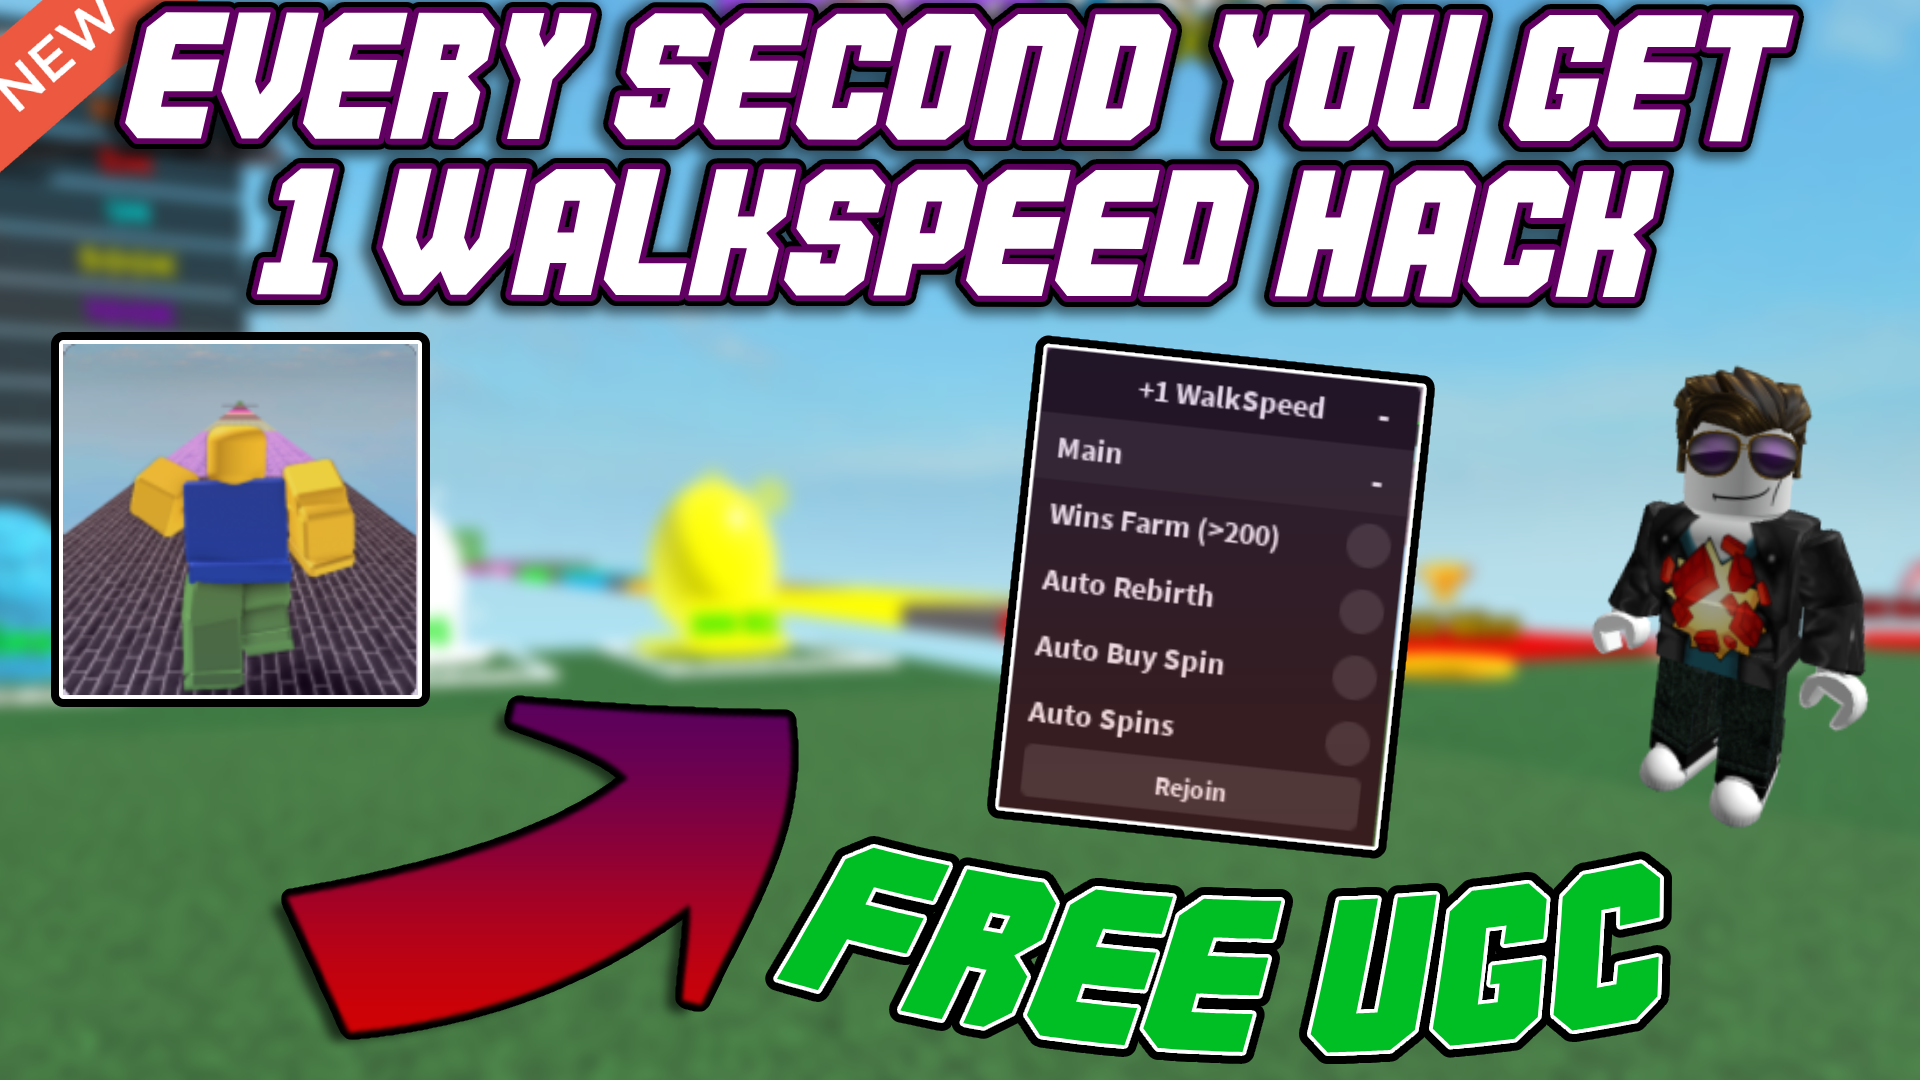 NEW
EVERY SECOND YOU GET
1 WALKSPEED HACK
+1 WalkSpeed -
Main -
Wins Farm (>200)
Auto Rebirth
Auto Buy Spin
Auto Spins
Rejoin
FREE UGC